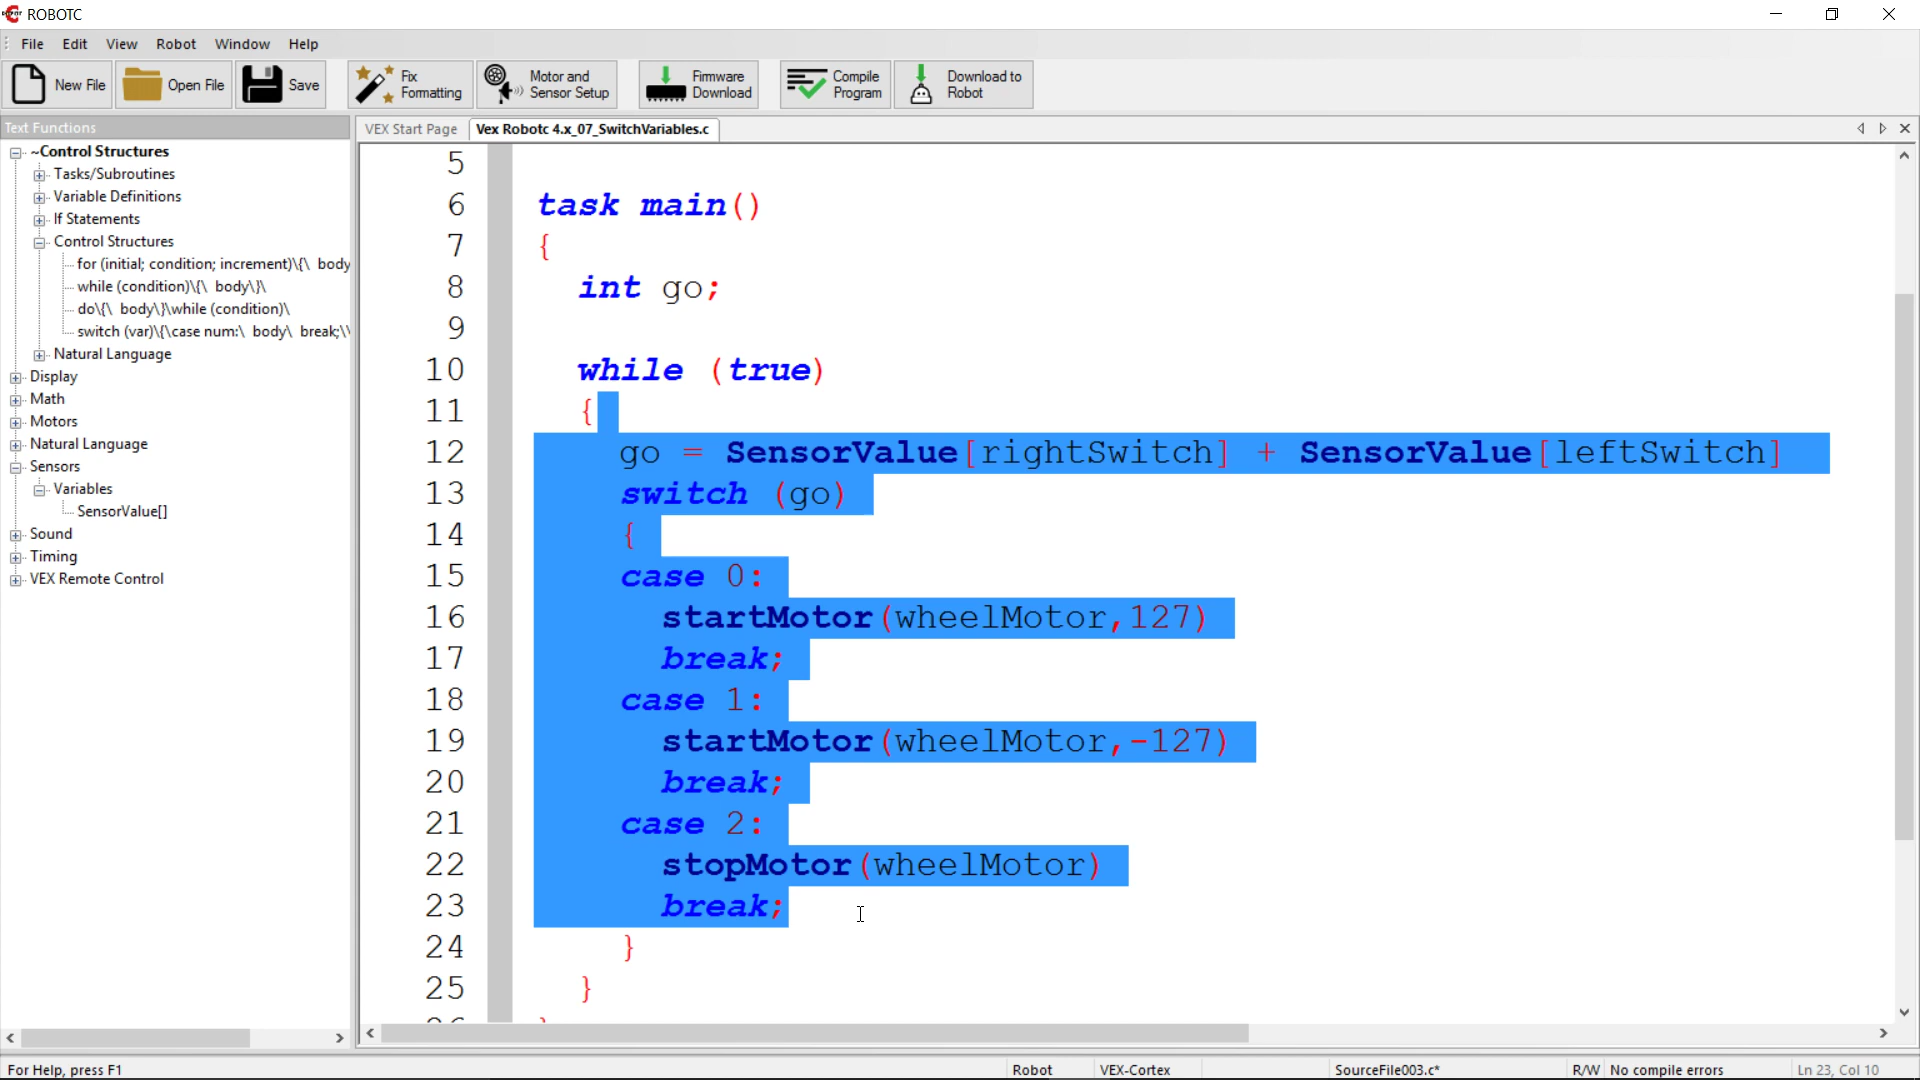 ROBOTC
File Edit View Robot Window Help
New File Open File Save Fix Formatting Motor and Sensor Setup Firmware Download Compile Program Download to Robot
Text Functions
~Control Structures
Tasks/Subroutines
Variable Definitions
If Statements
Control Structures
for (initial; condition; increment)\{\ body
while (condition)\{\ body\}\
do\{\ body\}\while (condition)\
switch (var)\{\case num:\ body\ break;\\
Natural Language
Display
Math
Motors
Natural Language
Sensors
Variables
SensorValue[]
Sound
Timing
VEX Remote Control
VEX Start Page Vex Robotc 4.x_07_SwitchVariables.c
5
6 task main()
7 {
8 int go;
9
10 while (true)
11 {
12 go = SensorValue[rightSwitch] + SensorValue[leftSwitch]
13 switch (go)
14 {
15 case 0:
16 startMotor(wheelMotor,127)
17 break;
18 case 1:
19 startMotor(wheelMotor,-127)
20 break;
21 case 2:
22 stopMotor(wheelMotor)
23 break;
24 }
25 }
For Help, press F1 Robot VEX-Cortex SourceFile003.c* R/W No compile errors Ln 23, Col 10